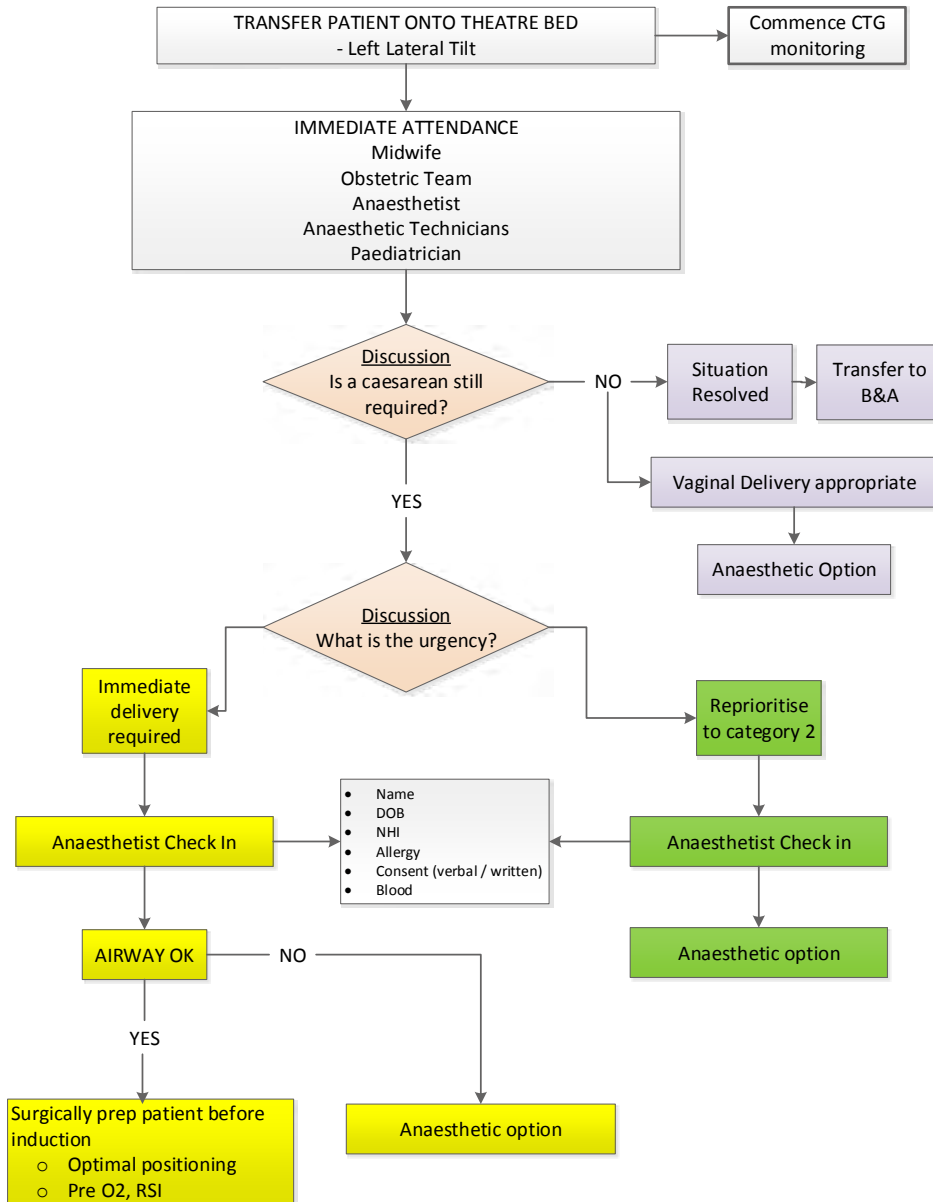 TRANSFER PATIENT ONTO THEATRE BED
- Left Lateral Tilt
Commence CTG
monitoring
IMMEDIATE ATTENDANCE
Midwife
Obstetric Team
Anaesthetist
Anaesthetic Technicians
Paediatrician
Discussion
Is a caesarean still
required?
NO
Situation
Resolved
Transfer to
B&A
Vaginal Delivery appropriate
Anaesthetic Option
YES
Discussion
What is the urgency?
Immediate
delivery
required
Reprioritise
to category 2
Anaesthetist Check In
• Name
• DOB
• NHI
• Allergy
• Consent (verbal / written)
• Blood
Anaesthetist Check in
Anaesthetic option
AIRWAY OK
NO
YES
Surgically prep patient before
induction
o Optimal positioning
o Pre O2, RSI
Anaesthetic option